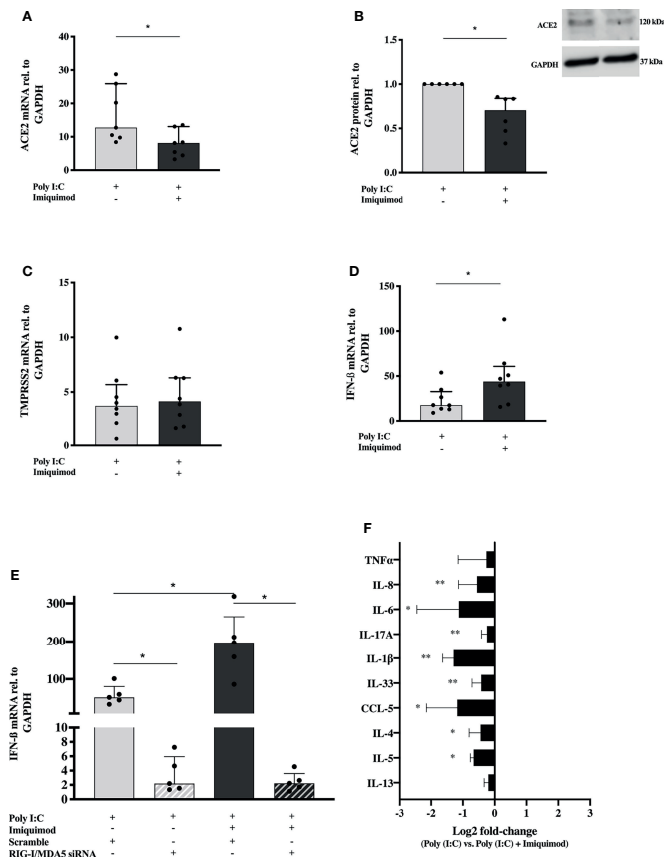 A
*
ACE2 mRNA rel. to
GAPDH
40
30
20
10
0
Poly I:C + +
Imiquimod - +
B
*
ACE2 protein rel. to
GAPDH
1.5
1.0
0.5
0.0
Poly I:C + +
Imiquimod - +
ACE2 120 kDs
GAPDH 37 kDa
C
TMPRSS2 mRNA rel. to
GAPDH
15
10
5
0
Poly I:C + +
Imiquimod - +
D
*
IFN-ß mRNA rel. to
GAPDH
150
100
50
0
Poly I:C + +
Imiquimod - +
E
*
*
*
IFN-ß mRNA rel. to
GAPDH
300
200
100
10
8
6
4
2
0
Poly I:C + + + +
Imiquimod - - + +
Scramble + - + -
RIG-I/MDA5 siRNA - + - +
F
TNFα
IL-8 **
IL-6 *
IL-17A **
IL-1β **
IL-33 **
CCL-5 *
IL-4 *
IL-5 *
IL-13
-3 -2 -1 0 1 2 3
Log2 fold-change
(Poly (I:C) vs. Poly (I:C) + Imiquimod)